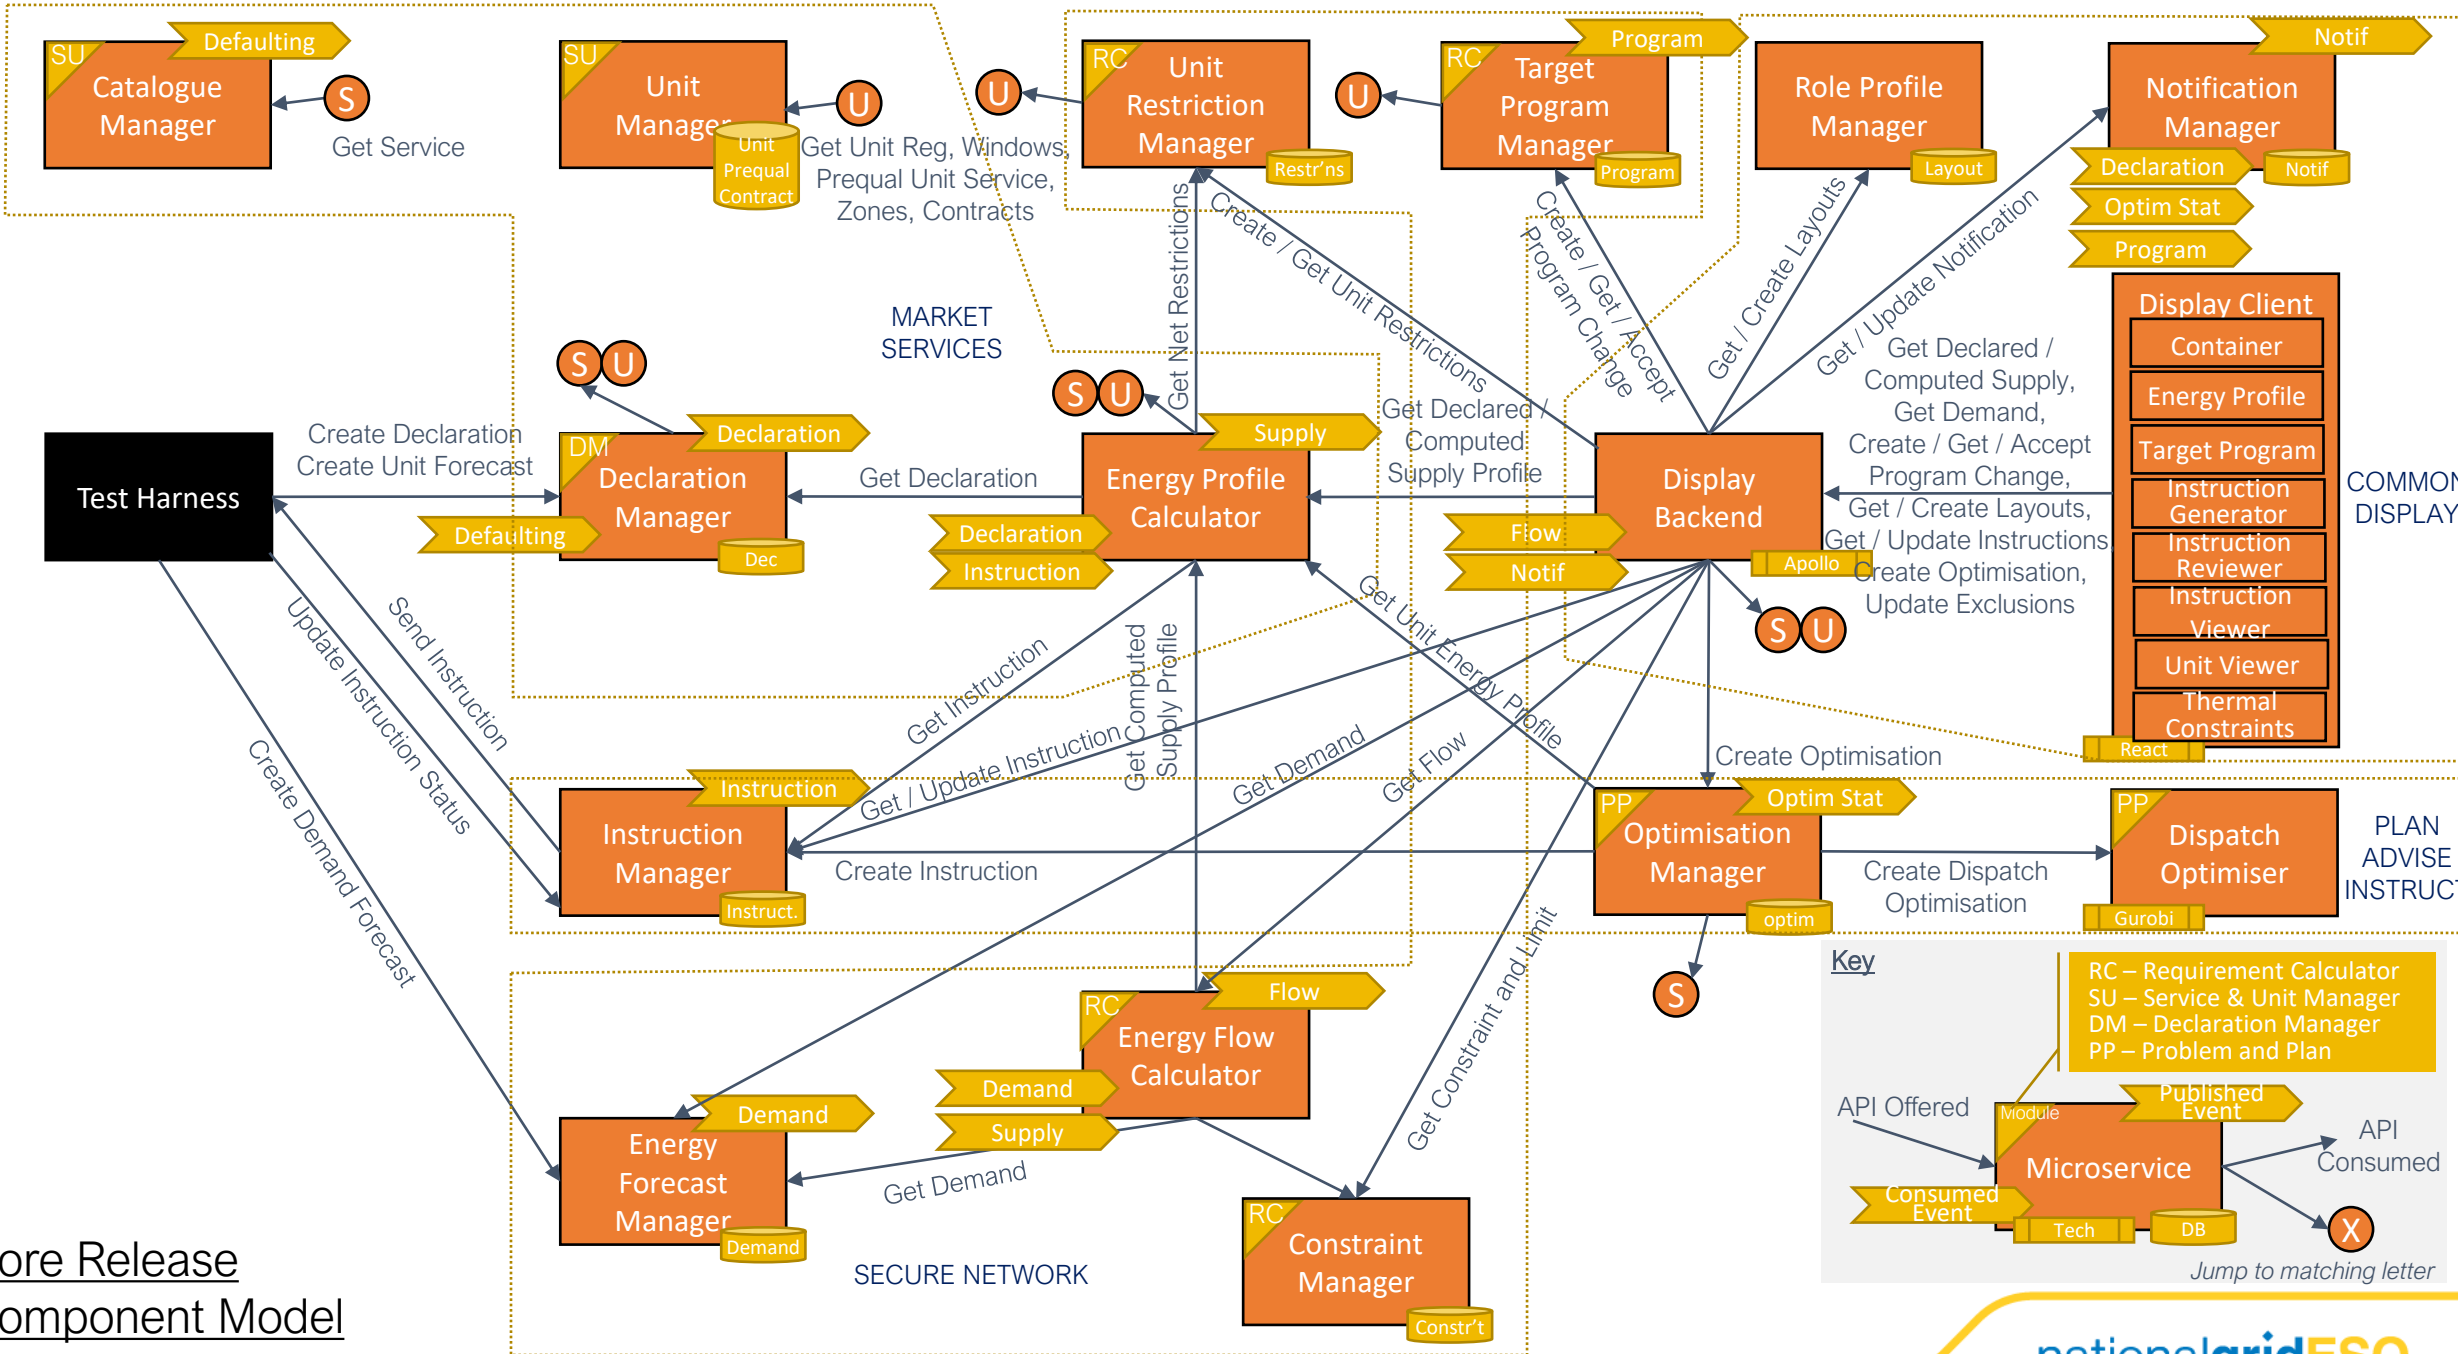 SU
Defaulting
Catalogue
Manager
S
Get Service
SU
Unit
Manager
Unit
Prequal
Contract
U
Get Unit Reg, Windows,
Prequal Unit Service,
Zones, Contracts
U
RC
Unit
Restriction
Manager
Restr'ns
U
RC
Program
Target
Program
Manager
Program
Role Profile
Manager
Layout
Notif
Notification
Manager
Declaration
Notif
Optim Stat
Program
Get Net Restrictions
Create / Get Unit Restrictions
Create / Get / Accept
Program Change
Get / Create Layouts
Get / Update Notification
MARKET
SERVICES
Display Client
Container
Energy Profile
Target Program
Instruction
Generator
Instruction
Reviewer
Instruction
Viewer
Unit Viewer
Thermal
Constraints
React
COMMON
DISPLAY
Get Declared /
Computed Supply,
Get Demand,
Create / Get / Accept
Program Change,
Get / Create Layouts,
Get / Update Instructions,
Create Optimisation,
Update Exclusions
Test Harness
Create Declaration
Create Unit Forecast
S
U
DM
Declaration
Declaration
Manager
Defaulting
Dec
Get Declaration
S
U
Supply
Energy Profile
Calculator
Declaration
Instruction
Get Declared /
Computed
Supply Profile
Display
Backend
Flow
Notif
Apollo
S
U
Send Instruction
Update Instruction Status
Create Demand Forecast
Get Instruction
Get / Update Instruction
Get Computed
Supply Profile
Get Demand
Get Flow
Get Unit Energy Profile
Create Optimisation
Get Constraint and Limit
Instruction
Instruction
Manager
Instruct.
Create Instruction
PP
Optim Stat
Optimisation
Manager
optim
S
Create Dispatch
Optimisation
PP
Dispatch
Optimiser
Gurobi
PLAN
ADVISE
INSTRUCT
RC
Flow
Energy Flow
Calculator
Demand
Supply
Get Demand
Demand
Energy
Forecast
Manager
Demand
SECURE NETWORK
RC
Constraint
Manager
Constr't
Key
RC – Requirement Calculator
SU – Service & Unit Manager
DM – Declaration Manager
PP – Problem and Plan
API Offered
Module
Published
Event
Microservice
API
Consumed
Consumed
Event
Tech
DB
X
Jump to matching letter
ore Release
omponent Model
nationalgridESO